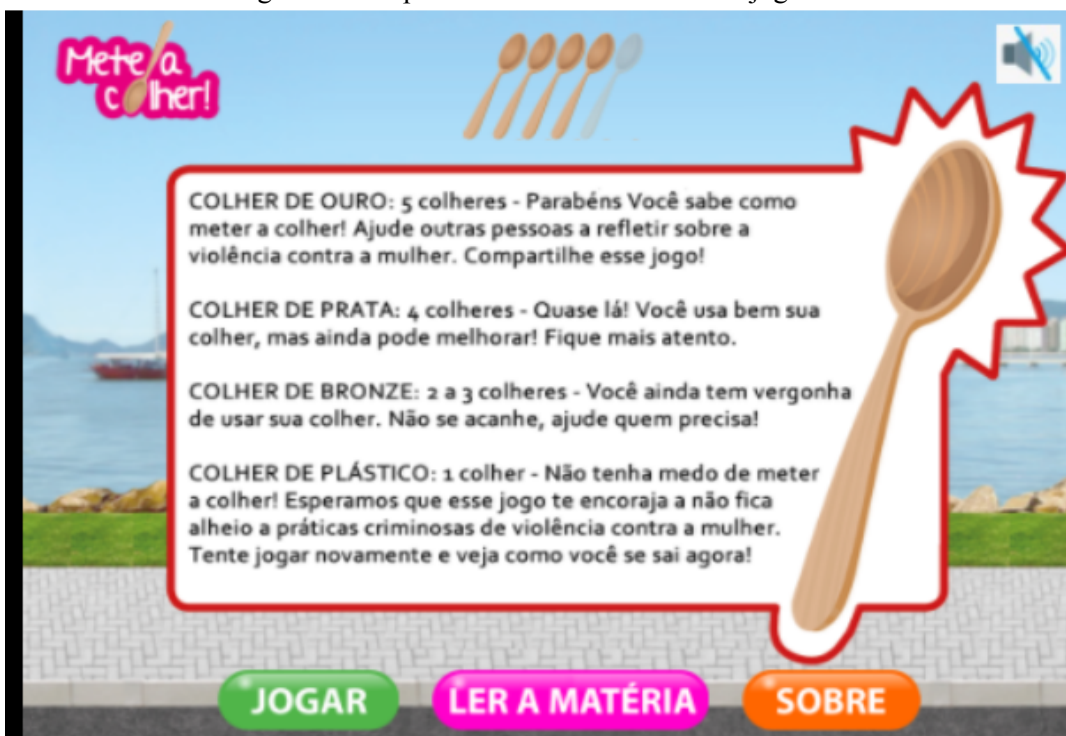 Mete a
colher!
COLHER DE OURO: 5 colheres - Parabéns Você sabe como
meter a colher! Ajude outras pessoas a refletir sobre a
violência contra a mulher. Compartilhe esse jogo!
COLHER DE PRATA: 4 colheres - Quase lá! Você usa bem sua
colher, mas ainda pode melhorar! Fique mais atento.
COLHER DE BRONZE: 2 a 3 colheres - Você ainda tem vergonha
de usar sua colher. Não se acanhe, ajude quem precisa!
COLHER DE PLÁSTICO: 1 colher - Não tenha medo de meter
a colher! Esperamos que esse jogo te encoraja a não fica
alheio a práticas criminosas de violência contra a mulher.
Tente jogar novamente e veja como você se sai agora!
JOGAR
LER A MATÉRIA
SOBRE